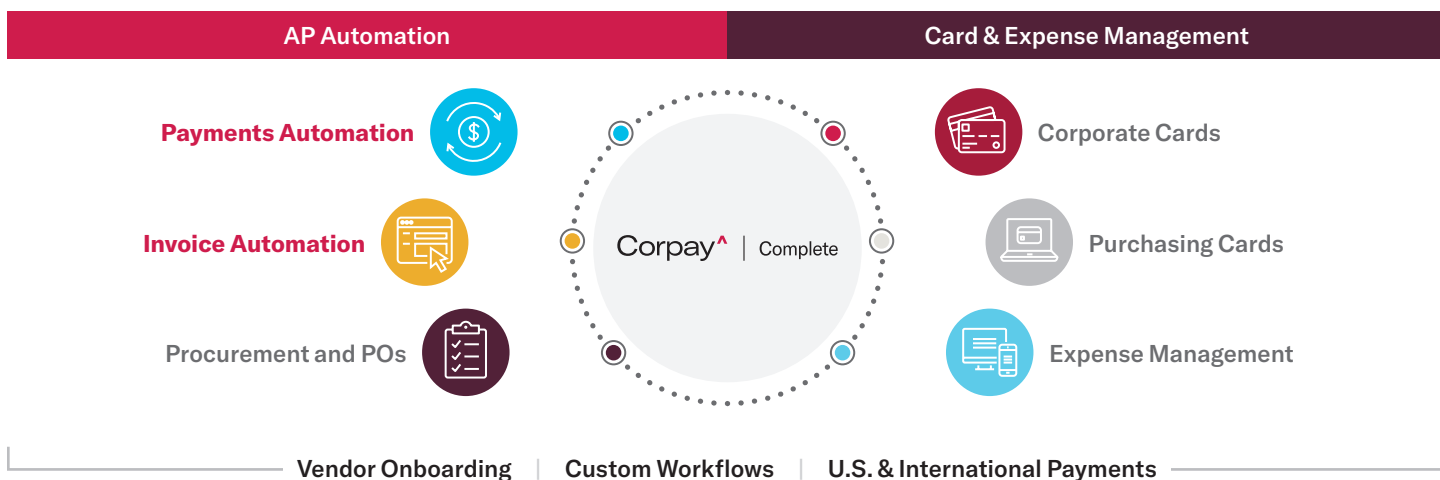 AP Automation
Card & Expense Management
Payments Automation
$
Corporate Cards
Invoice Automation
Corpay^ | Complete
Purchasing Cards
Procurement and POs
Expense Management
Vendor Onboarding | Custom Workflows | U.S. & International Payments